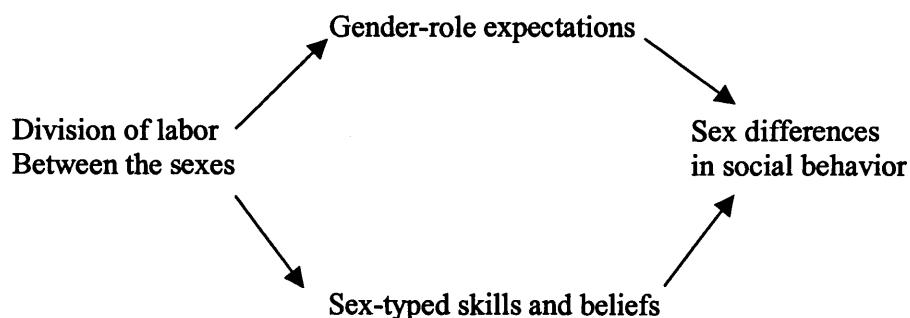 Gender-role expectations
Division of labor
Between the sexes
Sex differences
in social behavior
Sex-typed skills and beliefs